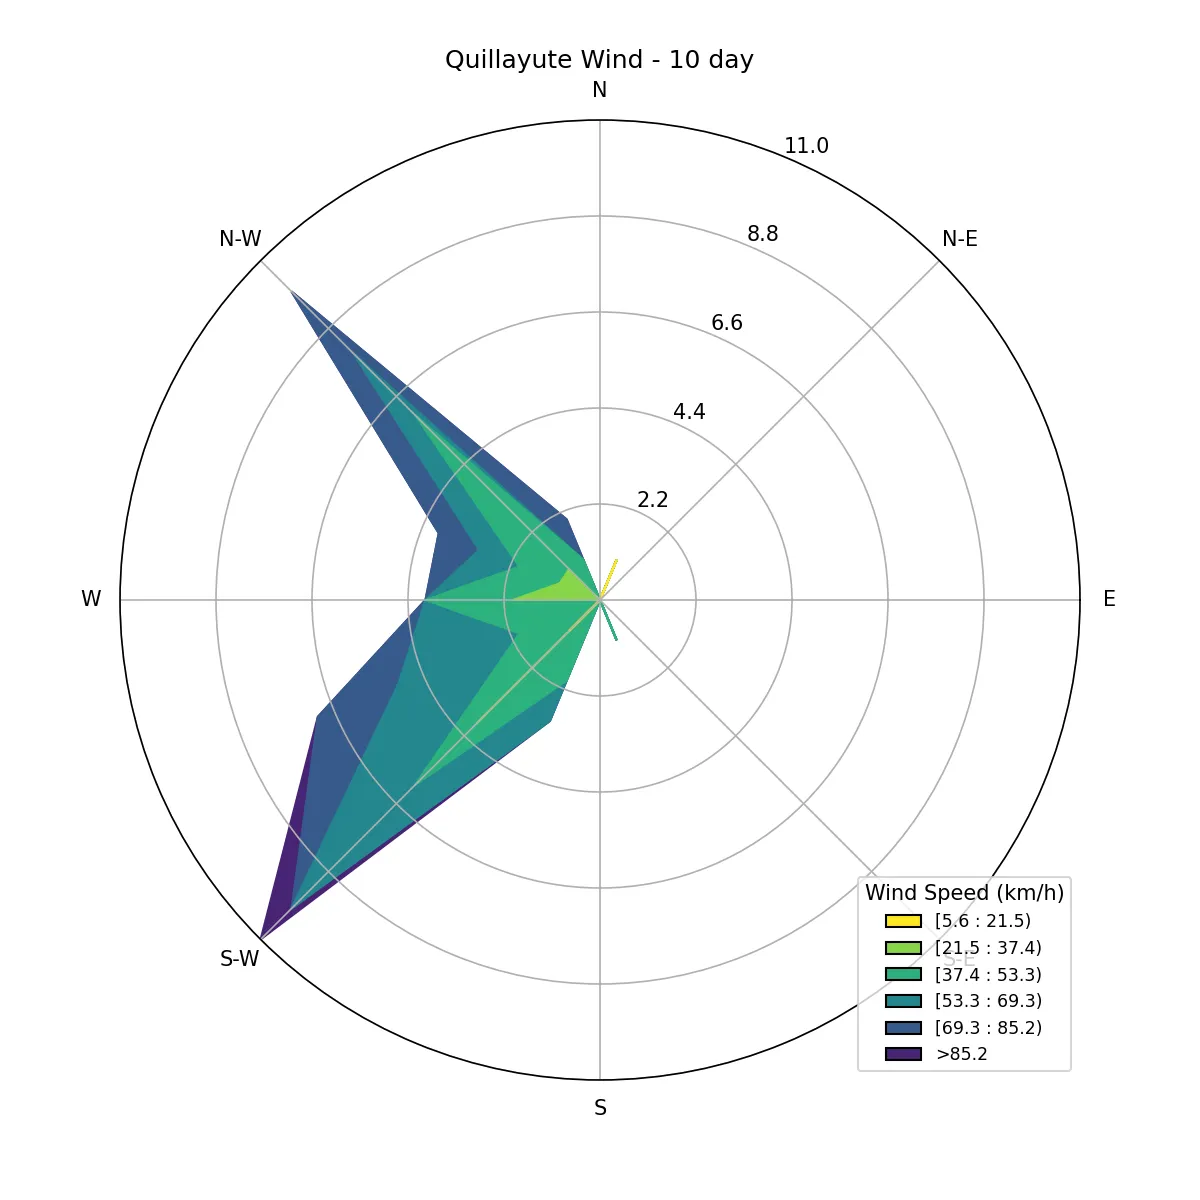 Quillayute Wind - 10 day
N
11.0
N-W
N-E
8.8
6.6
4.4
2.2
W
E
S-W
S-E
Wind Speed (km/h)
[5.6 : 21.5)
[21.5 : 37.4)
[37.4 : 53.3)
[53.3 : 69.3)
[69.3 : 85.2)
>85.2
S